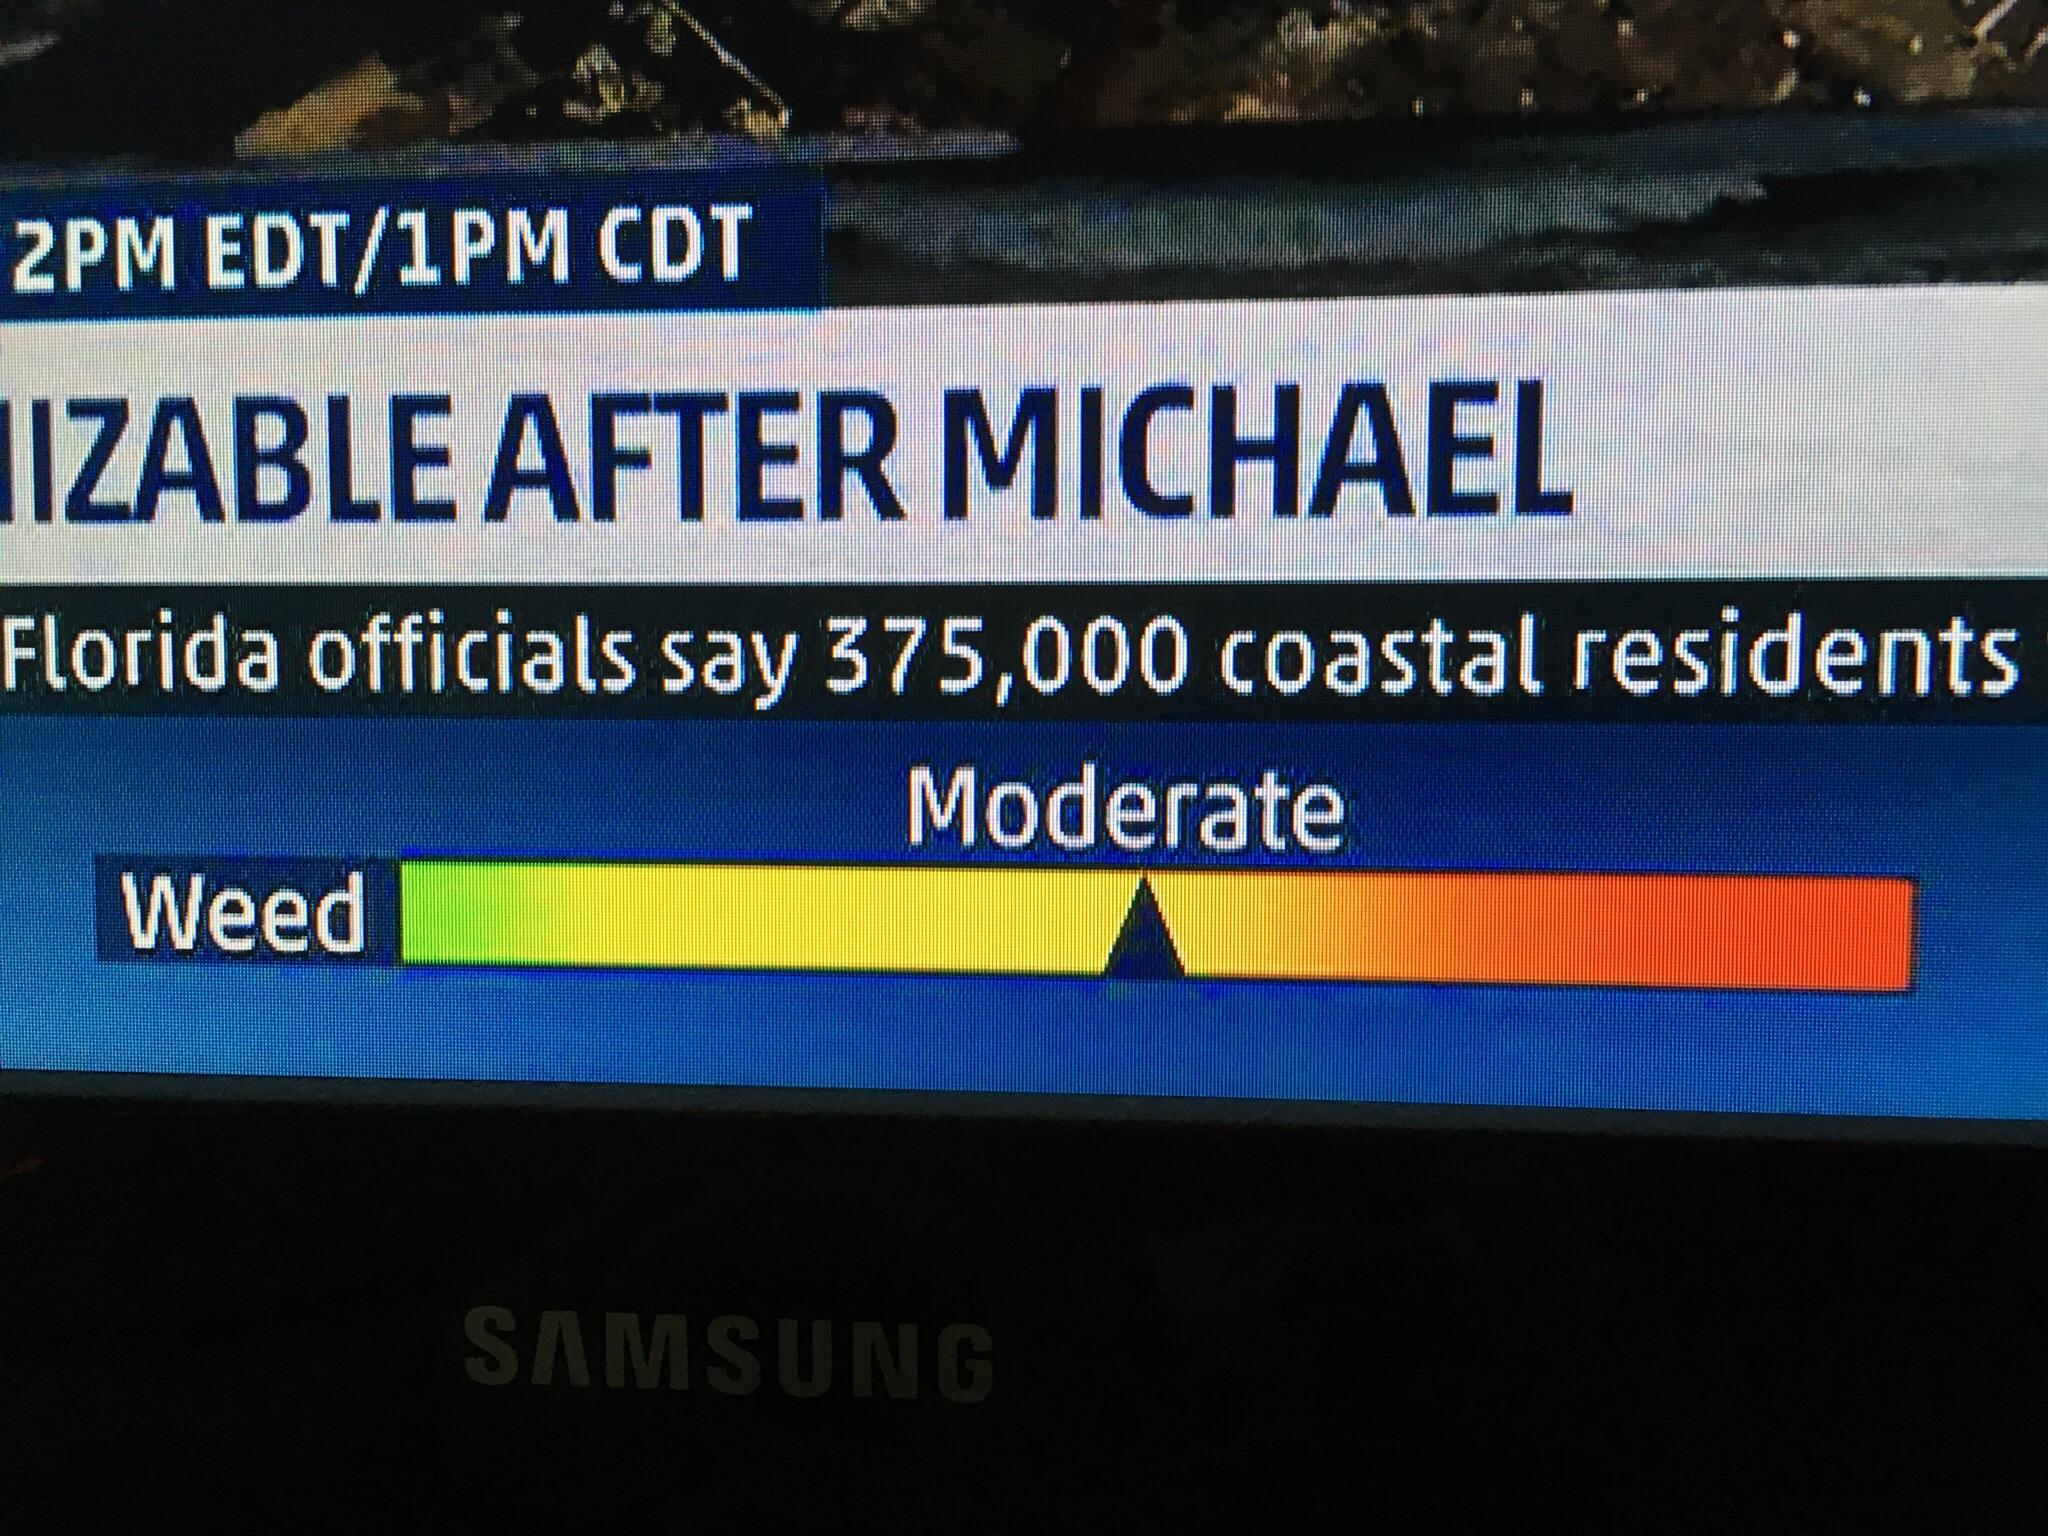 2PM EDT/1PM CDT
IZABLE AFTER MICHAEL
Florida officials say 375,000 coastal residents
Moderate
Weed
SAMSUNG